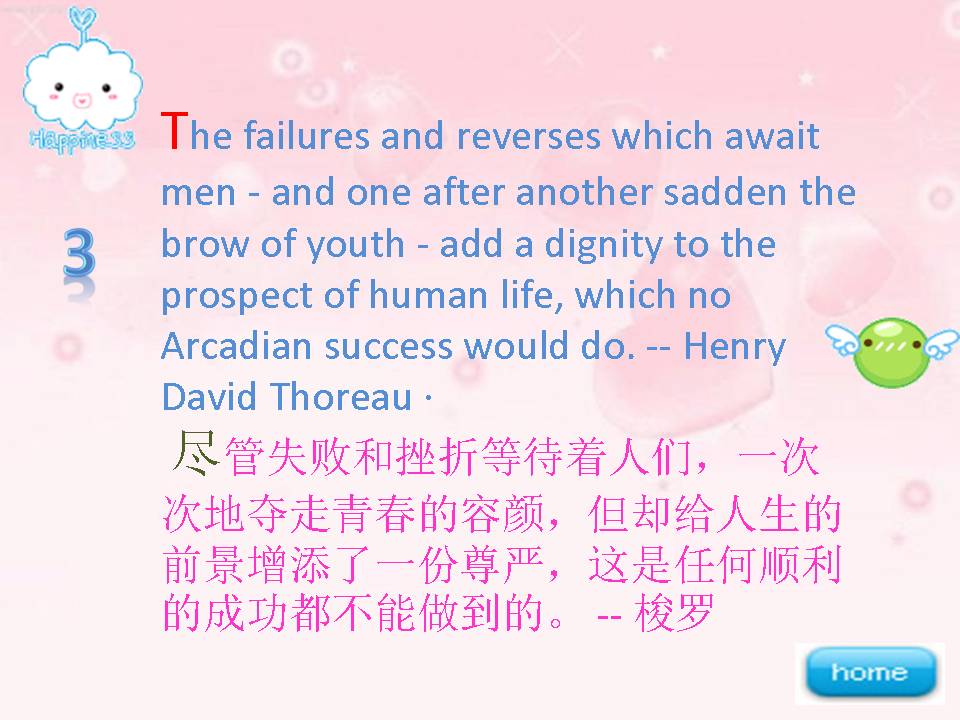 Happiness
The failures and reverses which await
men - and one after another sadden the
brow of youth - add a dignity to the
prospect of human life, which no
Arcadian success would do. -- Henry
David Thoreau ·
3
尽管失败和挫折等待着人们，一次
次地夺走青春的容颜，但却给人生的
前景增添了一份尊严，这是任何顺利
的成功都不能做到的。 -- 梭罗
home